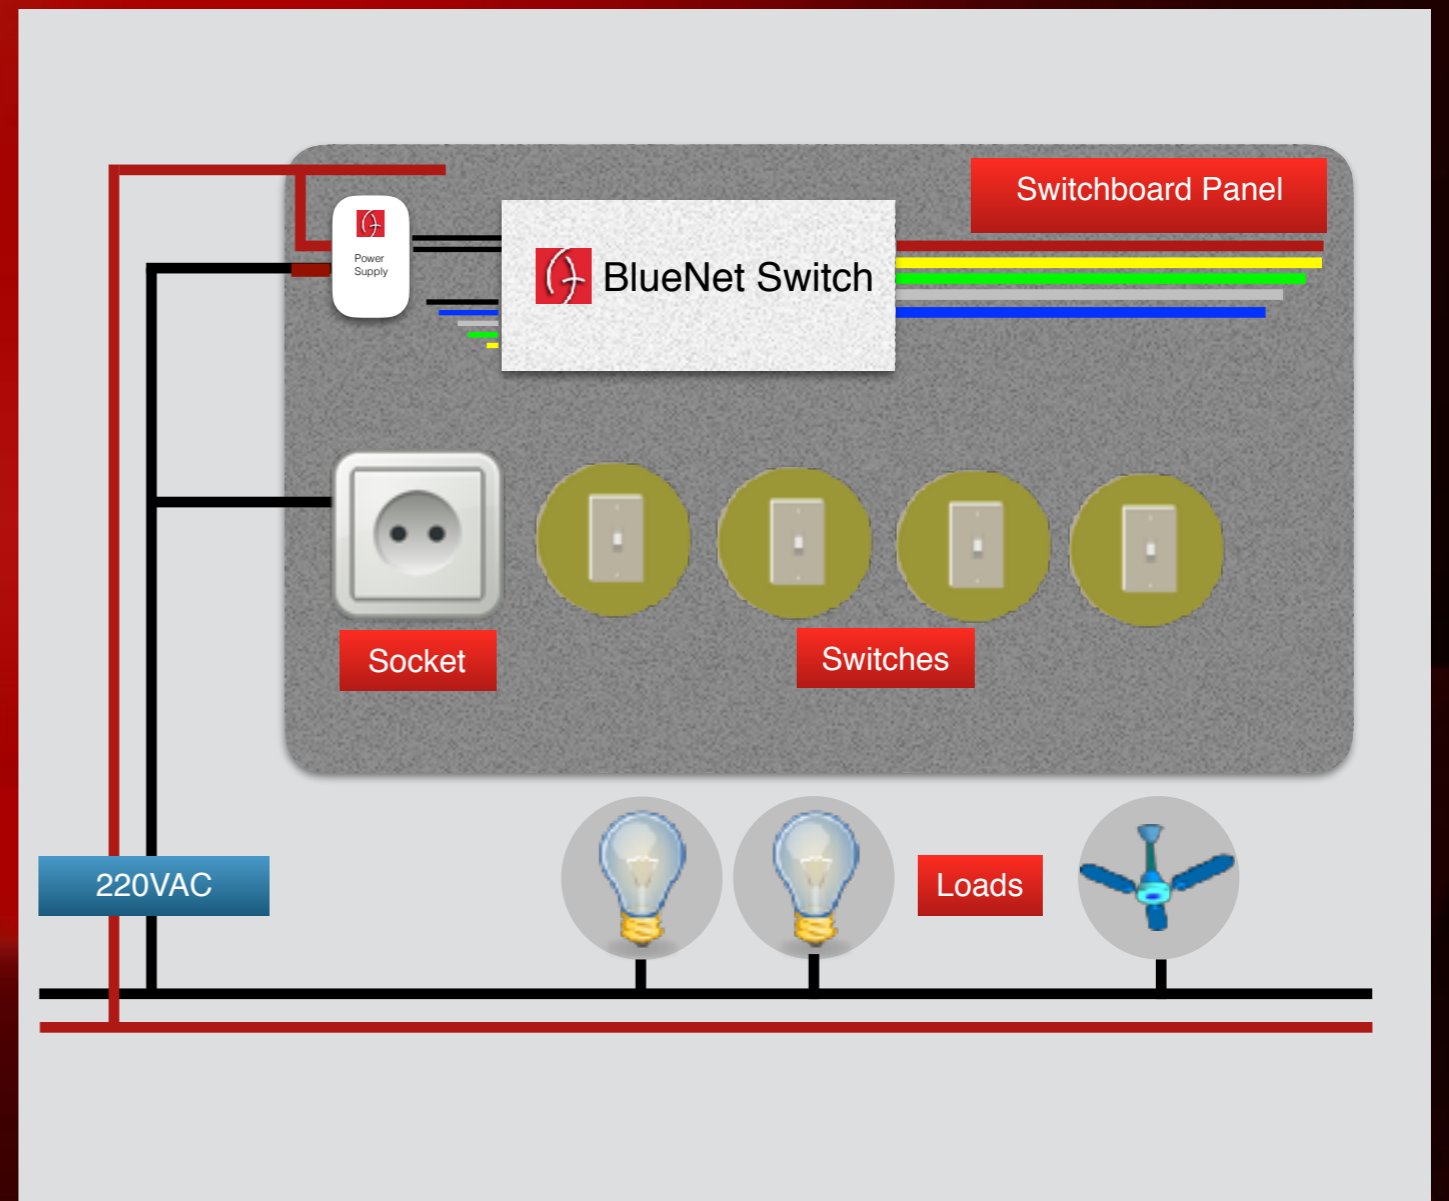 Switchboard Panel
Power
Supply
BlueNet Switch
Socket
Switches
220VAC
Loads